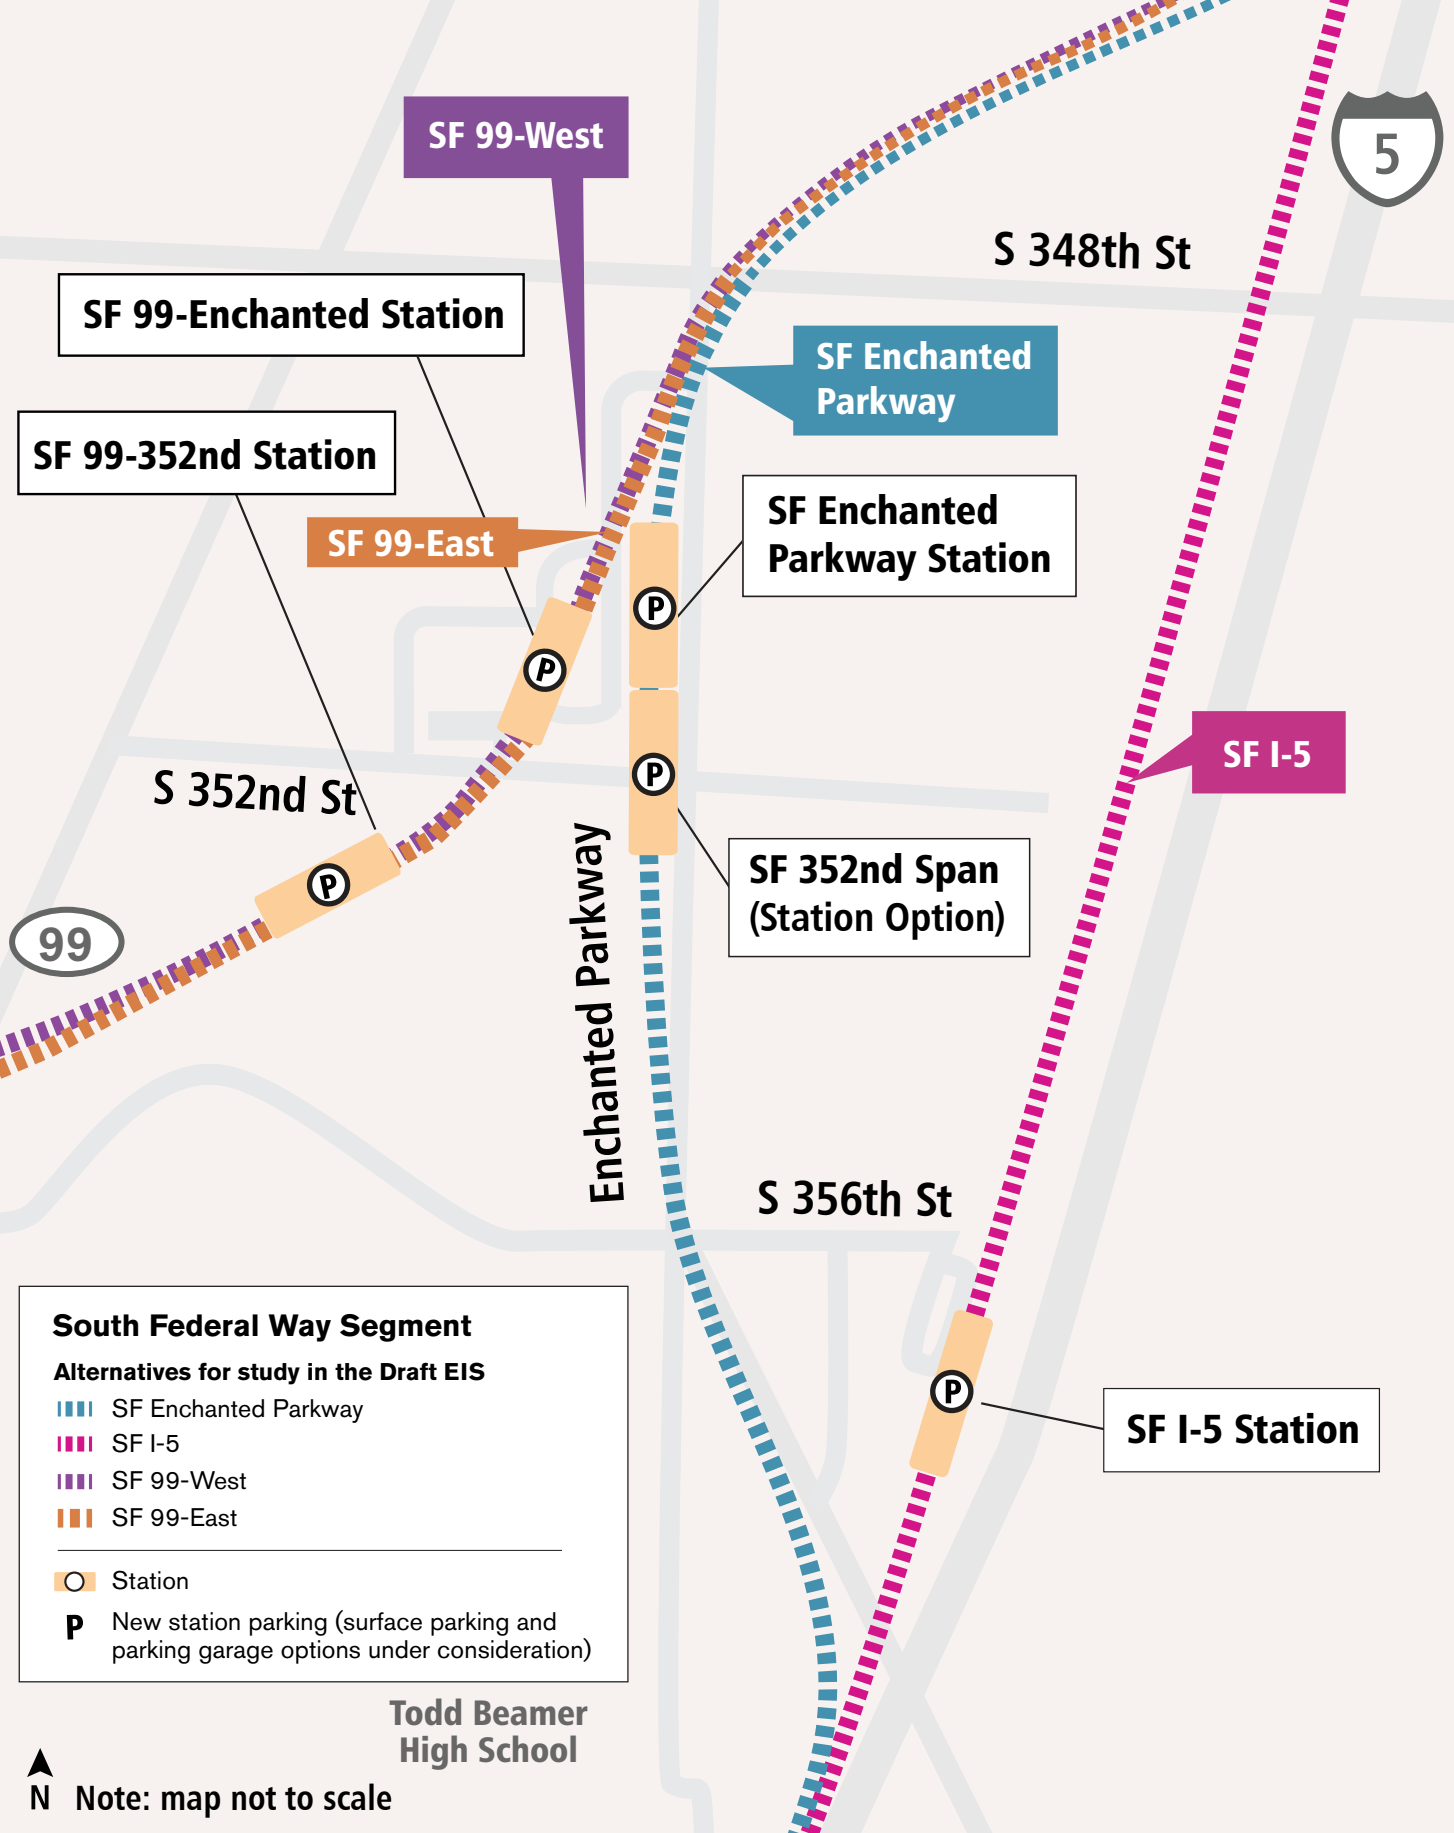 SF 99-West
5
S 348th St
SF 99-Enchanted Station
SF Enchanted
Parkway
SF 99-352nd Station
SF Enchanted
Parkway Station
SF 99-East
P
P
SF I-5
P
S 352nd St
SF 352nd Span
(Station Option)
P
Enchanted Parkway
99
S 356th St
South Federal Way Segment
Alternatives for study in the Draft EIS
SF Enchanted Parkway
SF I-5
SF 99-West
SF 99-East
Station
P New station parking (surface parking and
parking garage options under consideration)
P
SF I-5 Station
Todd Beamer
High School
N Note: map not to scale